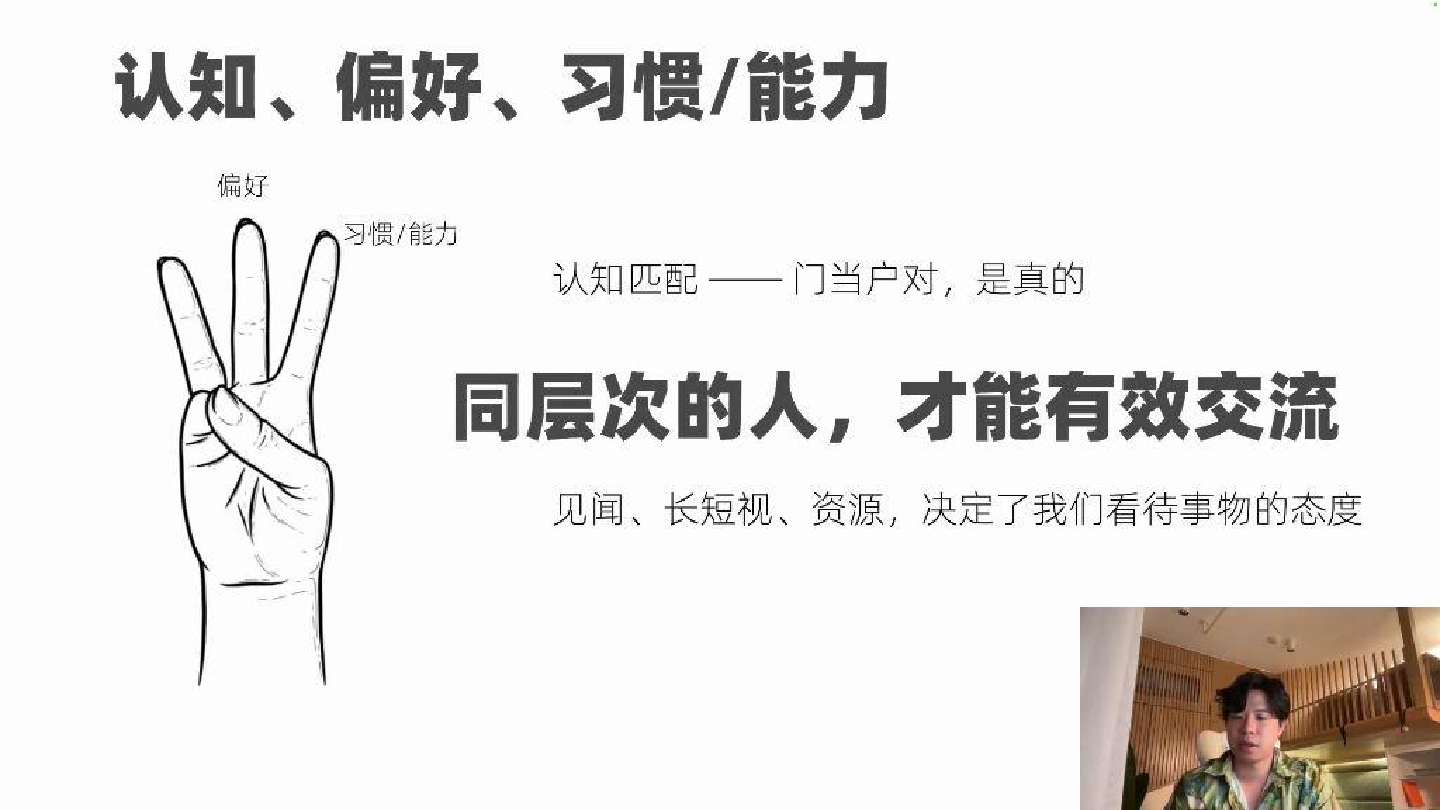 认知、偏好、习惯/能力
偏好
习惯/能力
认知匹配 —— 门当户对，是真的
同层次的人，才能有效交流
见闻、长短视、资源，决定了我们看待事物的态度